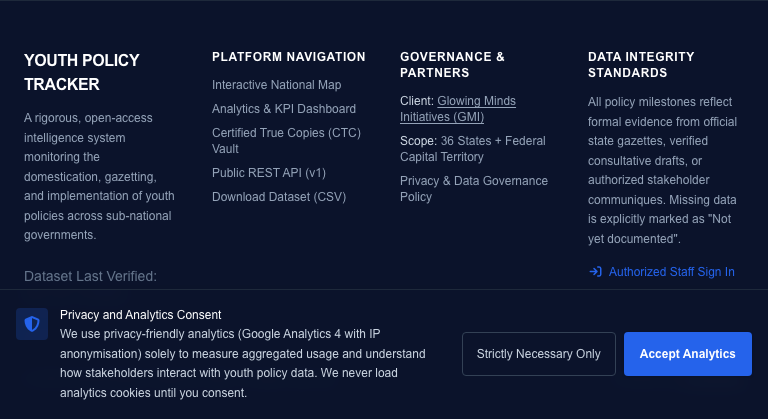 YOUTH POLICY
TRACKER
A rigorous, open-access
intelligence system
monitoring the
domestication, gazetting,
and implementation of youth
policies across sub-national
governments.
Dataset Last Verified:
PLATFORM NAVIGATION
Interactive National Map
Analytics & KPI Dashboard
Certified True Copies (CTC)
Vault
Public REST API (v1)
Download Dataset (CSV)
GOVERNANCE &
PARTNERS
Client: Glowing Minds
Initiatives (GMI)
Scope: 36 States + Federal
Capital Territory
Privacy & Data Governance
Policy
DATA INTEGRITY
STANDARDS
All policy milestones reflect
formal evidence from official
state gazettes, verified
consultative drafts, or
authorized stakeholder
communiques. Missing data
is explicitly marked as "Not
yet documented".
Authorized Staff Sign In
Privacy and Analytics Consent
We use privacy-friendly analytics (Google Analytics 4 with IP
anonymisation) solely to measure aggregated usage and understand
how stakeholders interact with youth policy data. We never load
analytics cookies until you consent.
Strictly Necessary Only
Accept Analytics